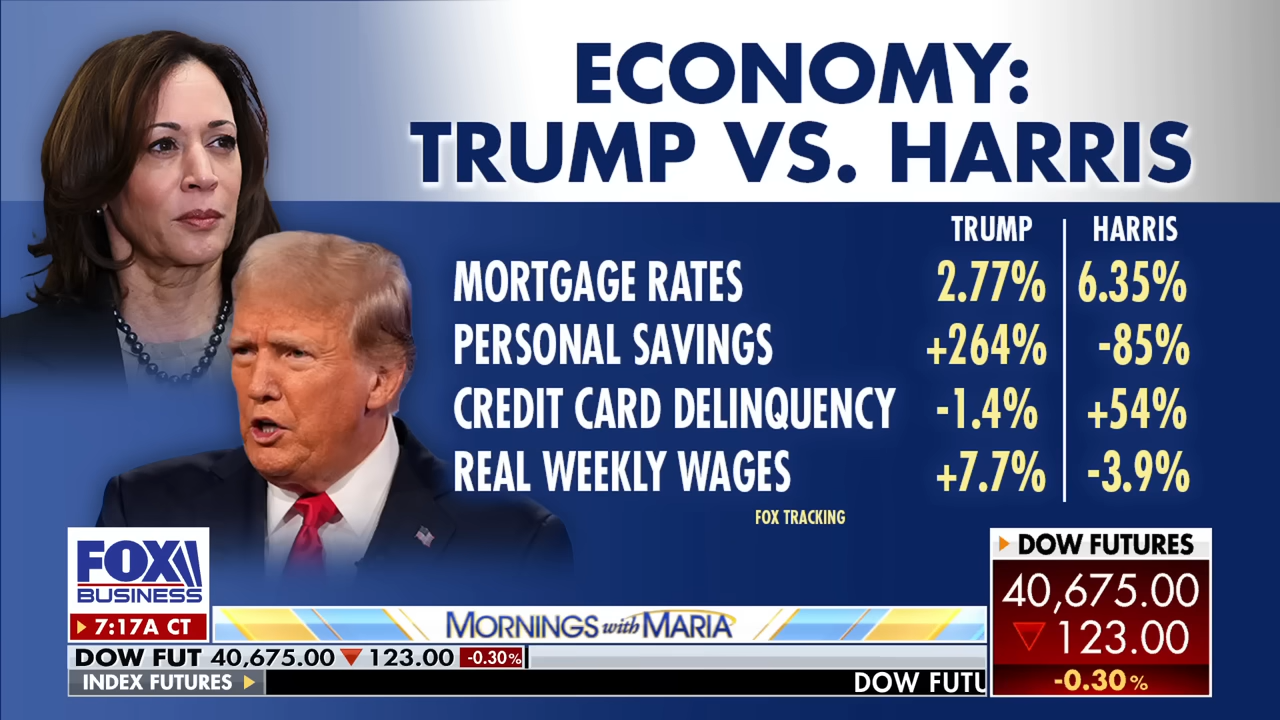 ECONOMY:
TRUMP VS. HARRIS
TRUMP HARRIS
MORTGAGE RATES 2.77% 6.35%
PERSONAL SAVINGS +264% -85%
CREDIT CARD DELINQUENCY -1.4% +54%
REAL WEEKLY WAGES +7.7% -3.9%
FOX TRACKING
FOX
BUSINESS
7:17A CT
MORNINGS with MARIA
DOW FUTURES
40,675.00
▼ 123.00
-0.30%
DOW FUT 40,675.00 ▼ 123.00 -0.30%
INDEX FUTURES
DOW FUTU